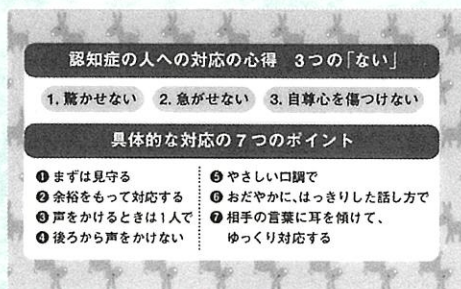 認知症の人への対応の心得 3つの「ない」
1. 驚かせない 2. 急がせない 3. 自尊心を傷つけない
具体的な対応の7つのポイント
❶ まずは見守る
❷ 余裕をもって対応する
❸ 声をかけるときは1人で
❹ 後ろから声をかけない
❺ やさしい口調で
❻ おだやかに、はっきりした話し方で
❼ 相手の言葉に耳を傾けて、
ゆっくり対応する